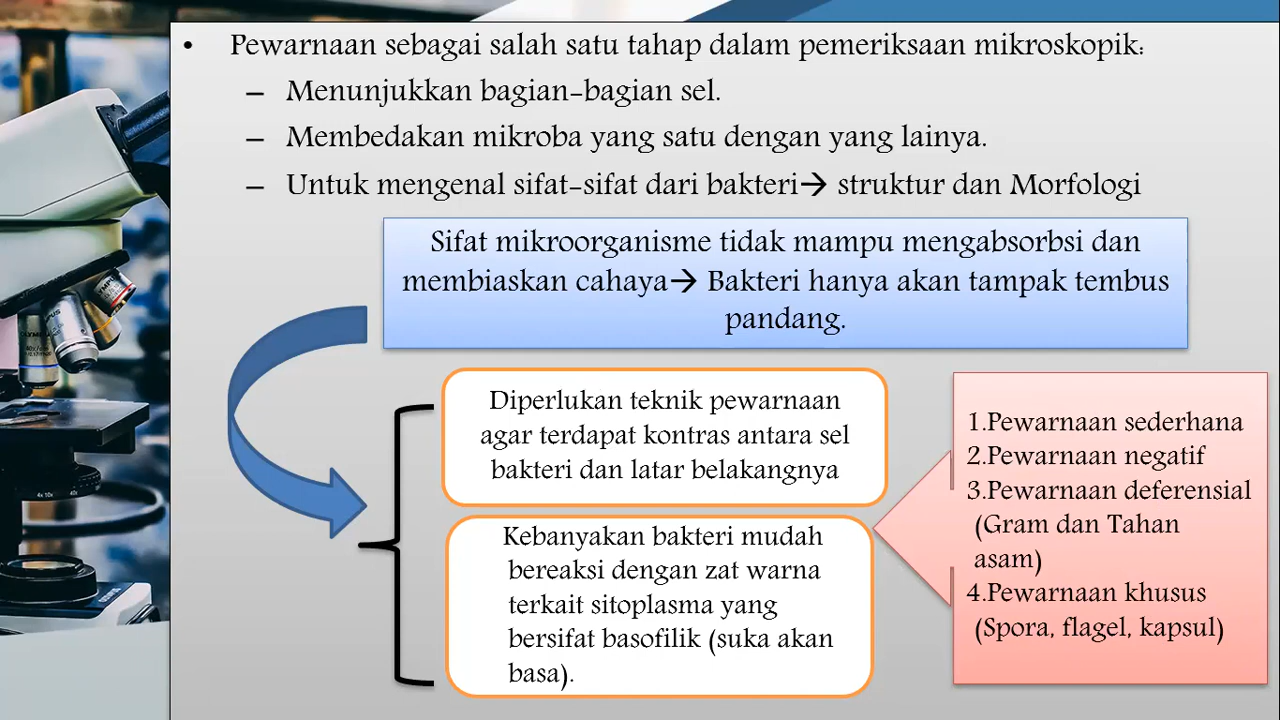 • Pewarnaan sebagai salah satu tahap dalam pemeriksaan mikroskopik:
– Menunjukkan bagian-bagian sel.
– Membedakan mikroba yang satu dengan yang lainya.
– Untuk mengenal sifat-sifat dari bakteri→ struktur dan Morfologi
Sifat mikroorganisme tidak mampu mengabsorbsi dan
membiaskan cahaya→ Bakteri hanya akan tampak tembus
pandang.
Diperlukan teknik pewarnaan
agar terdapat kontras antara sel
bakteri dan latar belakangnya
Kebanyakan bakteri mudah
bereaksi dengan zat warna
terkait sitoplasma yang
bersifat basofilik (suka akan
basa).
1.Pewarnaan sederhana
2.Pewarnaan negatif
3.Pewarnaan deferensial
(Gram dan Tahan
asam)
4.Pewarnaan khusus
(Spora, flagel, kapsul)